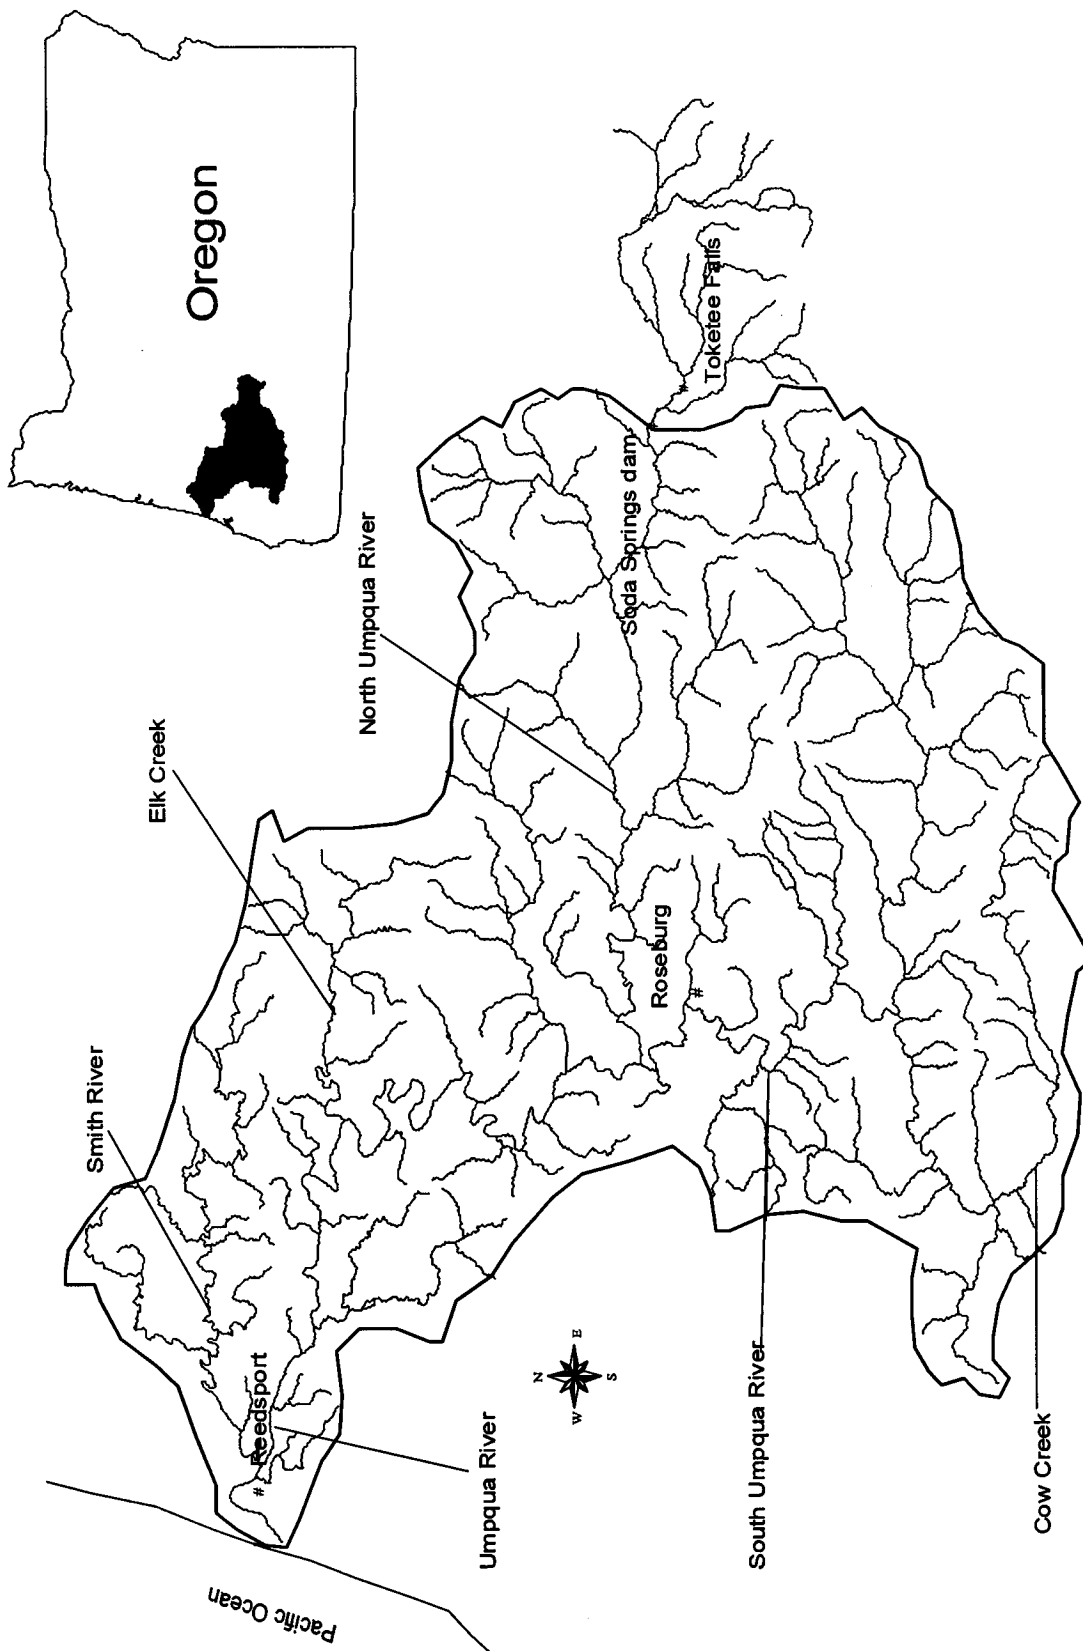 Oregon
North Umpqua River
Elk Creek
Smith River
Toketee Falls
#
Soda Springs dam
Roseburg
#
Reedsport
#
N
E
S
W
Umpqua River
South Umpqua River
Cow Creek
Pacific Ocean